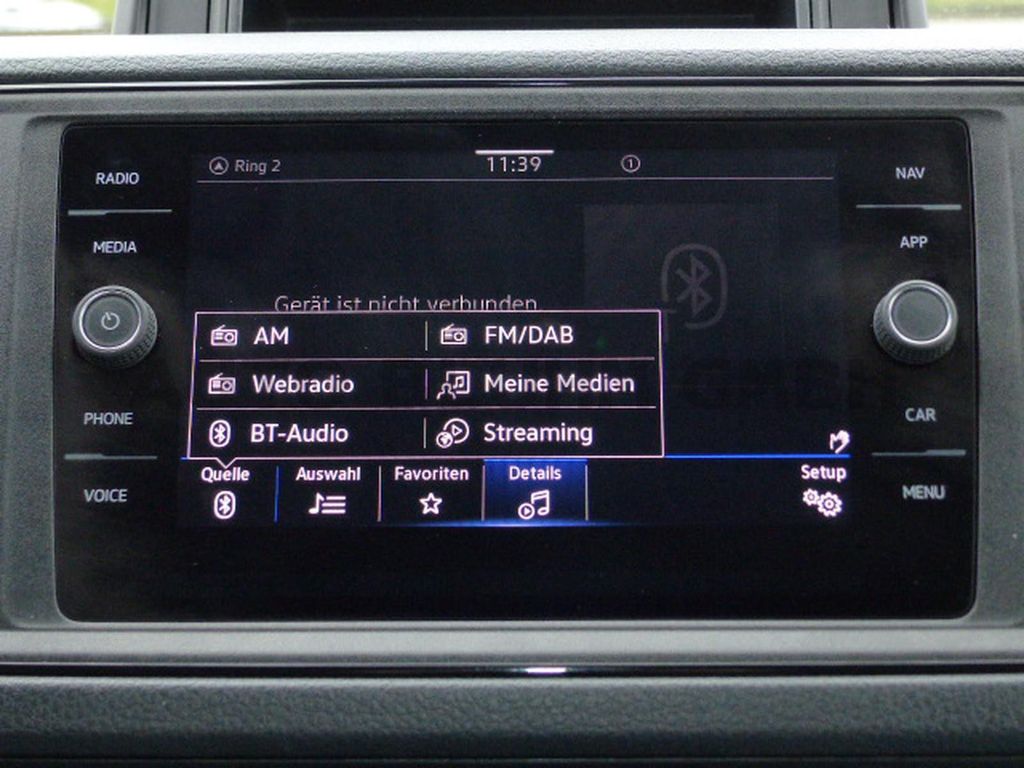 RADIO
MEDIA
PHONE
VOICE
Ring 2
11:39
1
Gerät ist nicht verbunden
AM
FM/DAB
Webradio
Meine Medien
BT-Audio
Streaming
Quelle
Auswahl
Favoriten
Details
Setup
NAV
APP
CAR
MENU